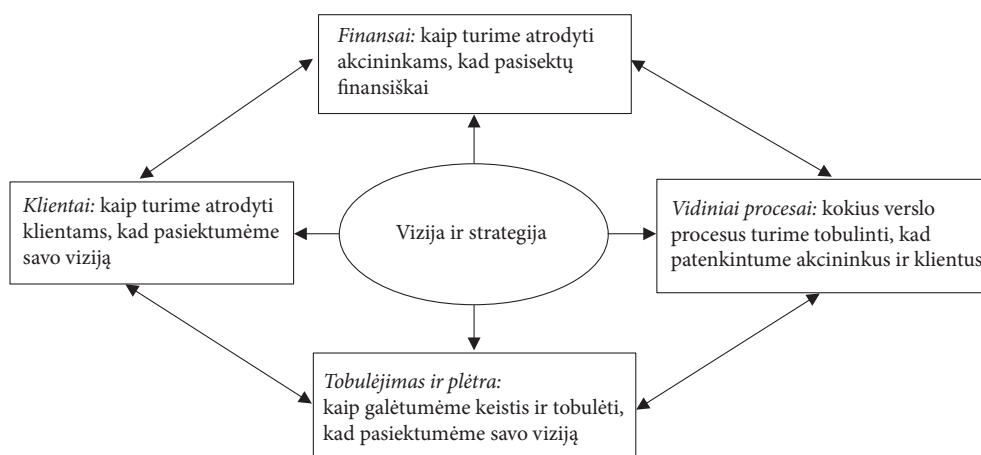 Finansai: kaip turime atrodyti
akcininkams, kad pasisektų
finansiškai
Klientai: kaip turime atrodyti
klientams, kad pasiektumėme
savo viziją
Vizija ir strategija
Vidiniai procesai: kokius verslo
procesus turime tobulinti, kad
patenkintume akcininkus ir klientus
Tobulėjimas ir plėtra:
kaip galėtumėme keistis ir tobulėti,
kad pasiektumėme savo viziją